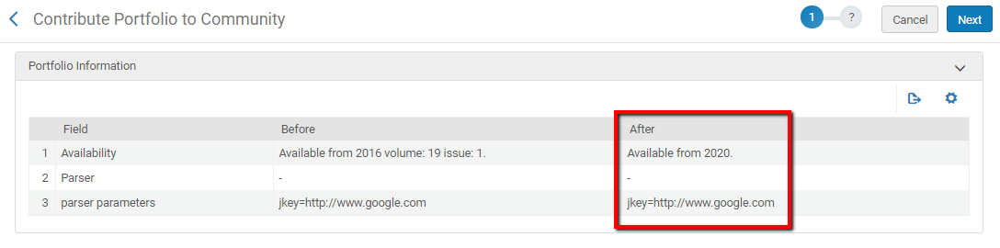 Contribute Portfolio to Community
1 ? Cancel Next
Portfolio Information
Field Before After
1 Availability Available from 2016 volume: 19 issue: 1. Available from 2020.
2 Parser - -
3 parser parameters jkey=http://www.google.com jkey=http://www.google.com